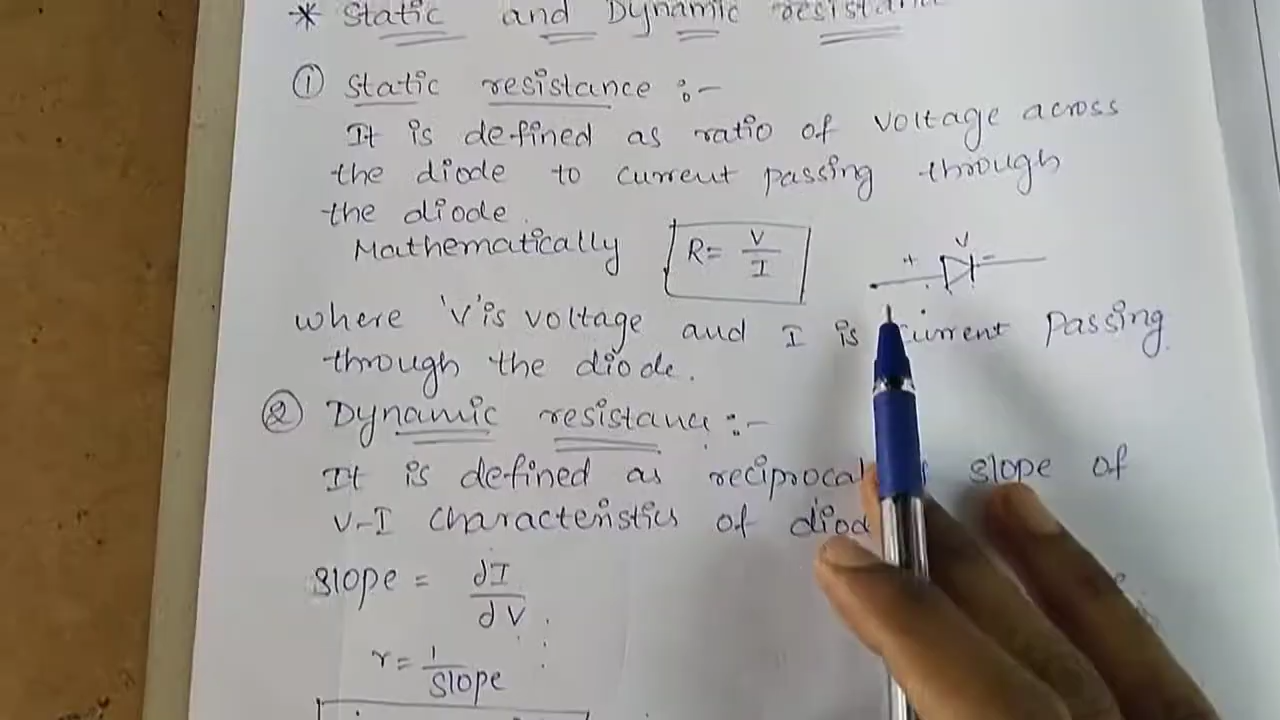 * Static and Dynamic
① Static resistance :-
It is defined as ratio of voltage across
the diode to current passing through
the diode.
Mathematically R = V/I
+ V -
where 'V' is voltage and I is current passing
through the diode.
② Dynamic resistance :-
It is defined as reciprocal slope of
V-I characteristics of diod
slope = dI/dV
r = 1/slope